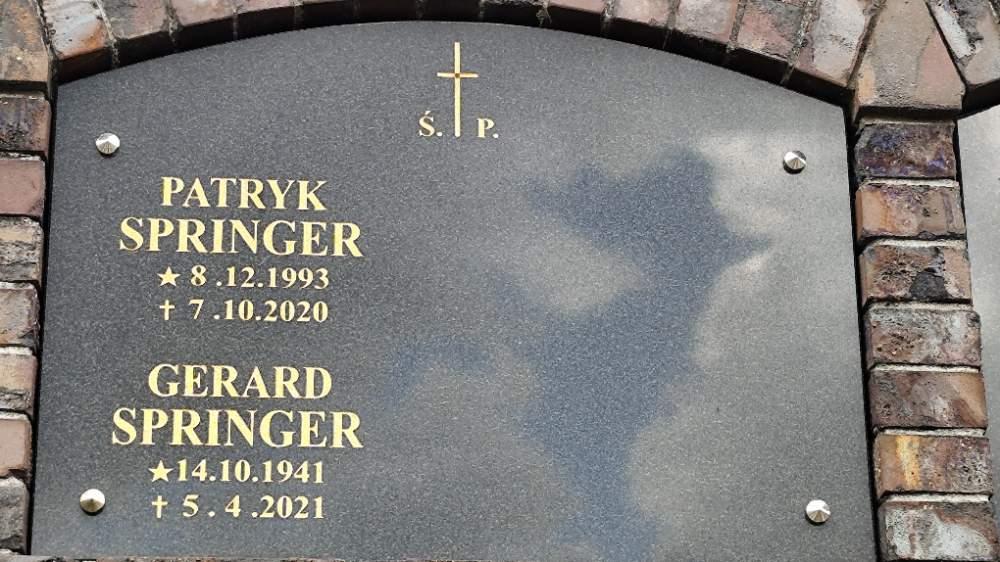 Ś. P.
PATRYK
SPRINGER
★ 8 .12.1993
✝ 7 .10.2020
GERARD
SPRINGER
★14.10.1941
✝ 5 . 4 .2021